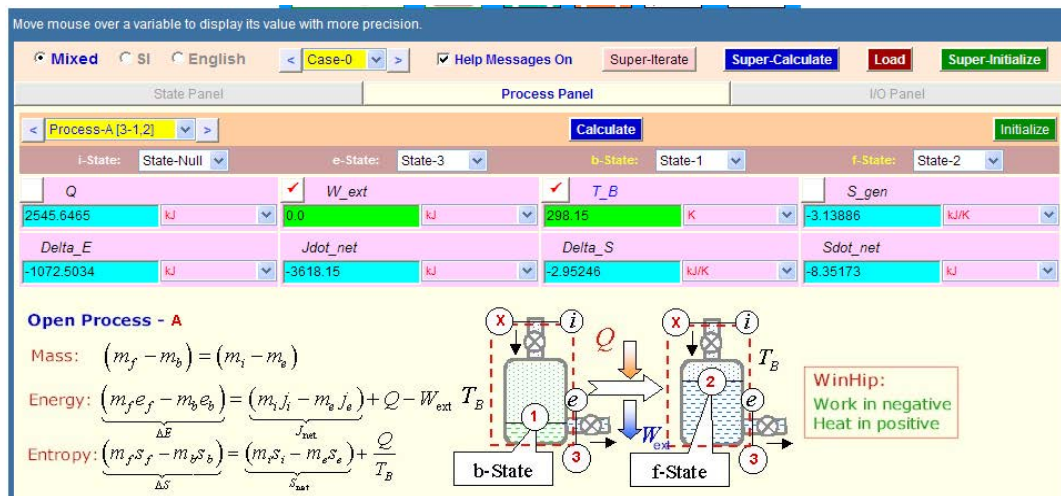 Move mouse over a variable to display its value with more precision.
Mixed SI English < Case-0 > Help Messages On Super-Iterate Super-Calculate Load Super-Initialize
State Panel Process Panel I/O Panel
< Process-A [3-1,2] > Calculate Initialize
i-State: State-Null e-State: State-3 b-State: State-1 f-State: State-2
Q W_ext T_B S_gen
2545.6465 kJ 0.0 kJ 298.15 K -3.13886 kJ/K
Delta_E Jdot_net Delta_S Sdot_net
-1072.5034 kJ -3618.15 kJ -2.95246 kJ/K -8.35173 kJ
Open Process - A
Mass: (m_f − m_b) = (m_i − m_e)
Energy: (m_f e_f − m_b e_b) = (m_i j_i − m_e j_e) + Q − W_ext
ΔE J_net
Entropy: (m_f s_f − m_b s_b) = (m_i s_i − m_e s_e) + Q/T_B
ΔS S_net
X i Q X i
T_B
T_B 1 e 2 e
W_ext
3 3
b-State f-State
WinHip:
Work in negative
Heat in positive